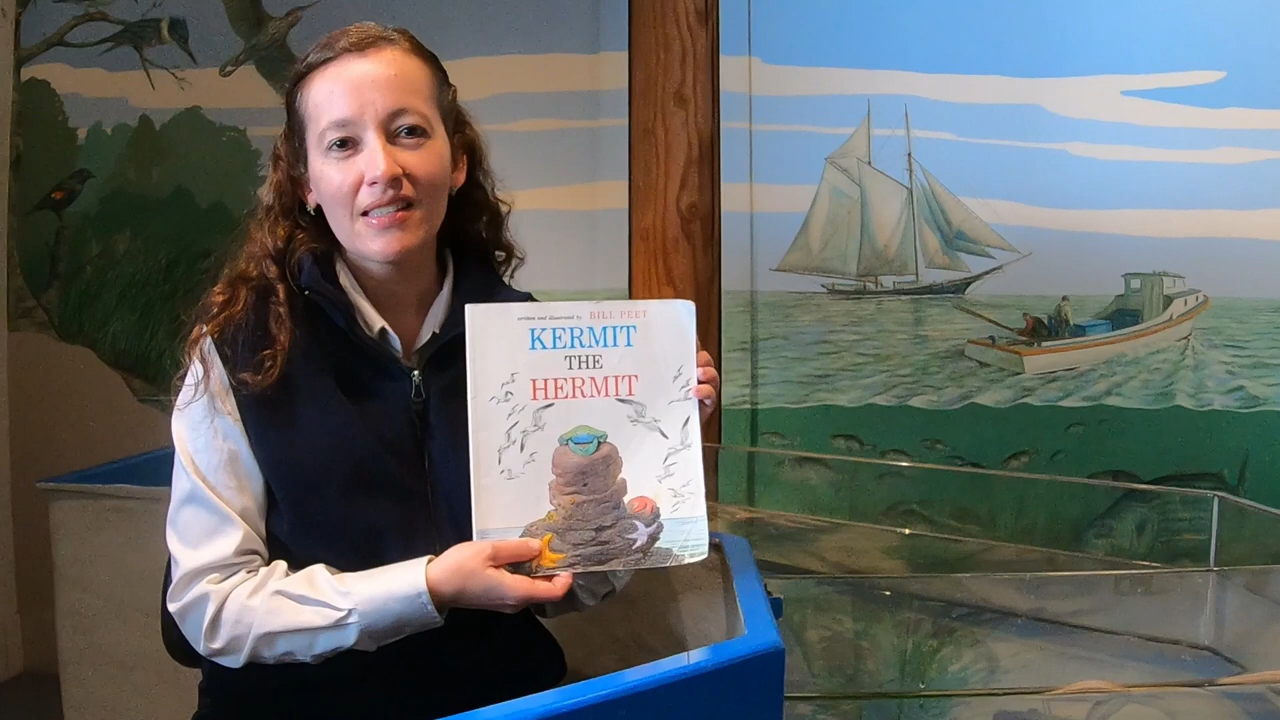 written and illustrated by BILL PEET
KERMIT
THE
HERMIT